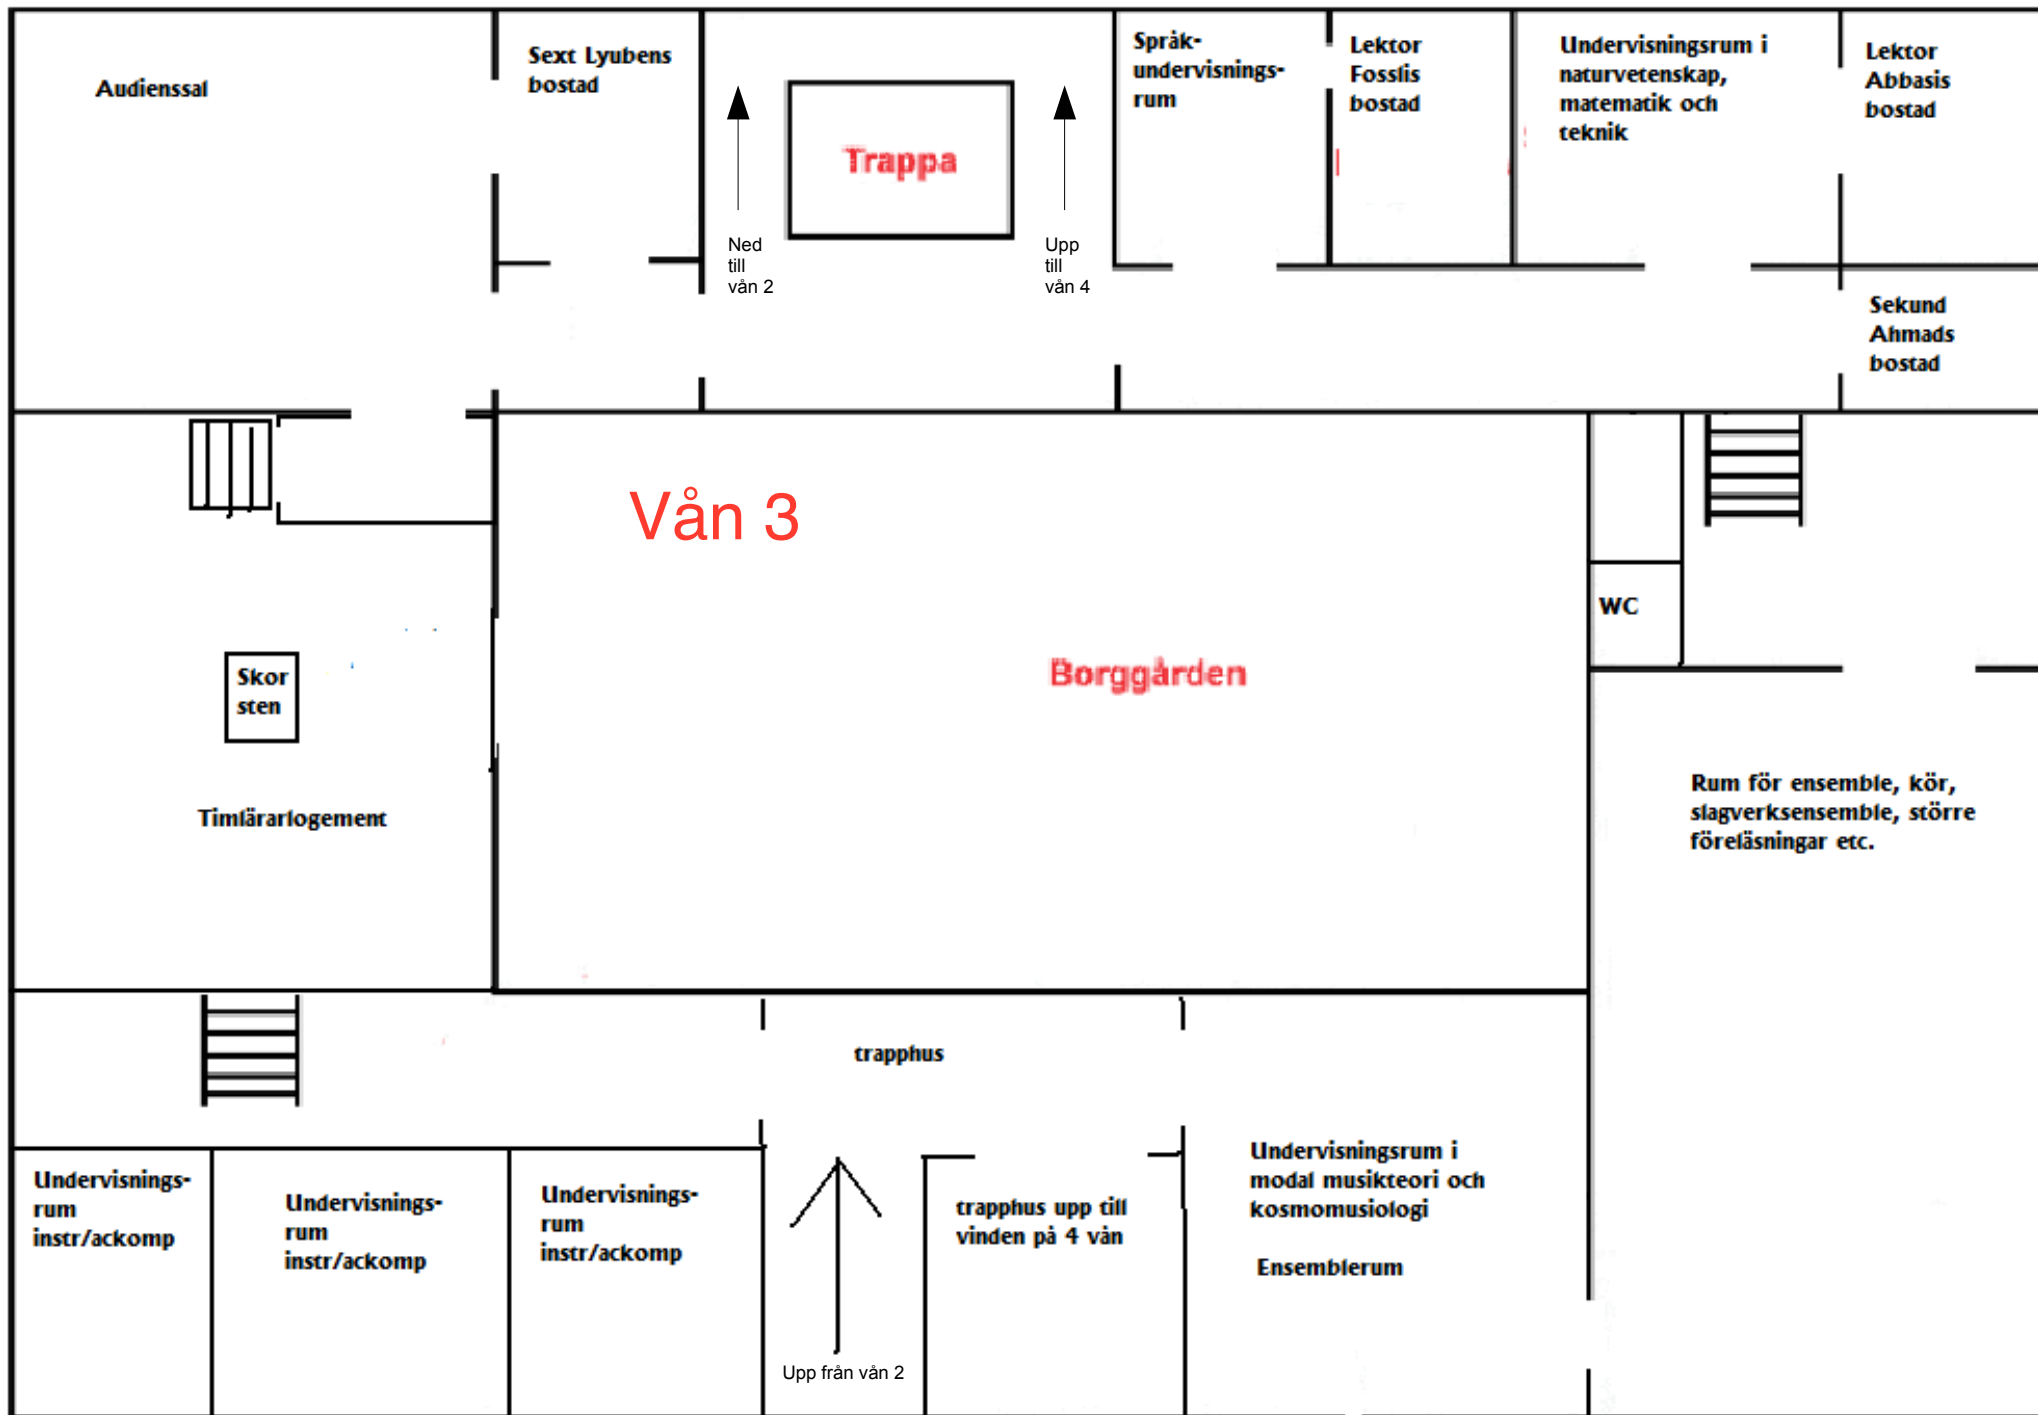 Audienssal
Sext Lyubens
bostad
Ned
till
vån 2
Trappa
Upp
till
vån 4
Språk-
undervisnings-
rum
Lektor
Fosslis
bostad
Undervisningsrum i
naturvetenskap,
matematik och
teknik
Lektor
Abbasis
bostad
Sekund
Ahmads
bostad
Vån 3
WC
Skor
sten
Borggården
Timlärarlogement
Rum för ensemble, kör,
slagverksensemble, större
föreläsningar etc.
trapphus
Undervisnings-
rum
instr/ackomp
Undervisnings-
rum
instr/ackomp
Undervisnings-
rum
instr/ackomp
Upp från vån 2
trapphus upp till
vinden på 4 vån
Undervisningsrum i
modal musikteori och
kosmomusiologi
Ensemblerum